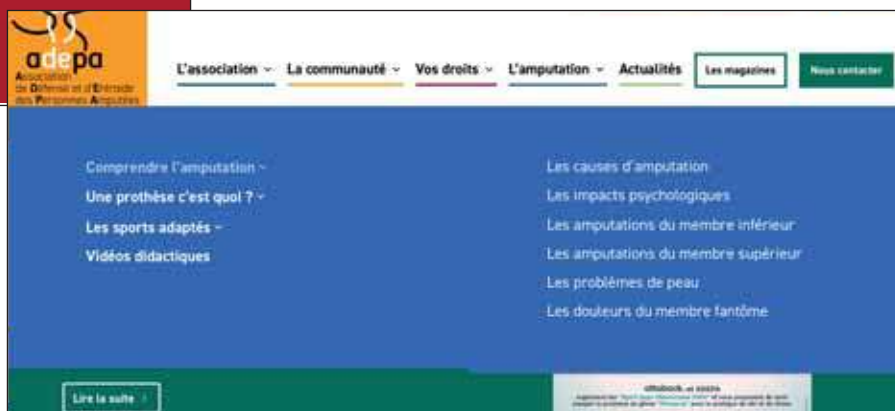 adepa
Association
de Défense et d'Entraide
des Personnes Amputées
L'association
La communauté
Vos droits
L'amputation
Actualités
Les magazines
Nous contacter
Comprendre l'amputation
Une prothèse c'est quoi ?
Les sports adaptés
Vidéos didactiques
Les causes d'amputation
Les impacts psychologiques
Les amputations du membre inférieur
Les amputations du membre supérieur
Les problèmes de peau
Les douleurs du membre fantôme
Lire la suite